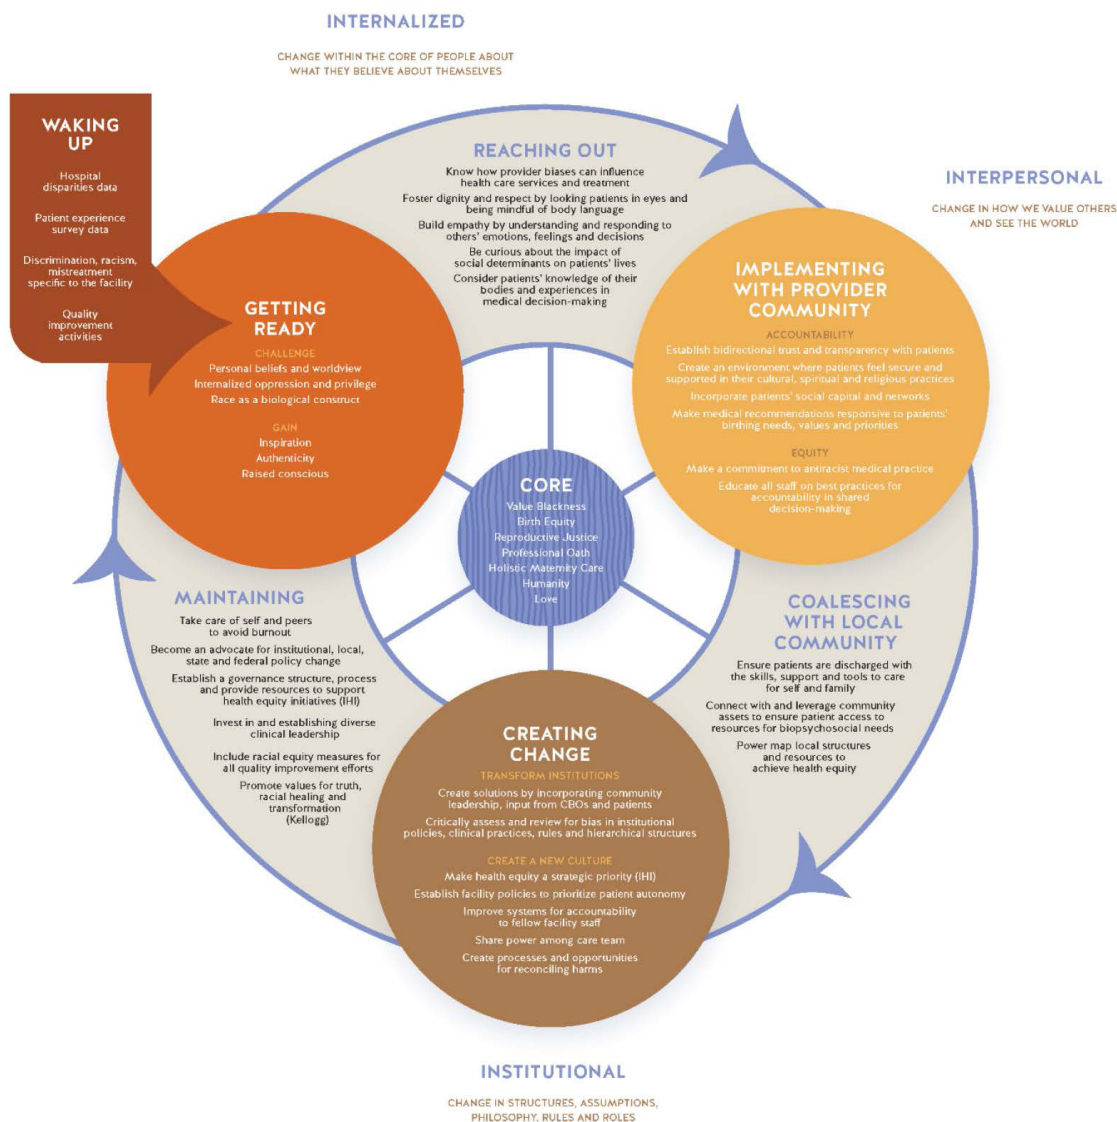 INTERNALIZED
CHANGE WITHIN THE CORE OF PEOPLE ABOUT
WHAT THEY BELIEVE ABOUT THEMSELVES
WAKING
UP
Hospital
disparities data
Patient experience
survey data
Discrimination, racism,
mistreatment
specific to the facility
Quality
improvement
activities
GETTING
READY
CHALLENGE
Personal beliefs and worldview
Internalized oppression and privilege
Race as a biological construct
GAIN
Inspiration
Authenticity
Raised conscious
REACHING OUT
Know how provider biases can influence
health care services and treatment
Foster dignity and respect by looking patients in eyes and
being mindful of body language
Build empathy by understanding and responding to
others' emotions, feelings and decisions
Be curious about the impact of
social determinants on patients' lives
Consider patients' knowledge of their
bodies and experiences in
medical decision-making
INTERPERSONAL
CHANGE IN HOW WE VALUE OTHERS
AND SEE THE WORLD
IMPLEMENTING
WITH PROVIDER
COMMUNITY
ACCOUNTABILITY
Establish bidirectional trust and transparency with patients
Create an environment where patients feel secure and
supported in their cultural, spiritual and religious practices
Incorporate patients' social capital and networks
Make medical recommendations responsive to patients'
birthing needs, values and priorities
EQUITY
Make a commitment to antiracist medical practice
Educate all staff on best practices for
accountability in shared
decision-making
CORE
Value Blackness
Birth Equity
Reproductive Justice
Professional Oath
Holistic Maternity Care
Humanity
Love
COALESCING
WITH LOCAL
COMMUNITY
Ensure patients are discharged with
the skills, support and tools to care
for self and family
Connect with and leverage community
assets to ensure patient access to
resources for biopsychosocial needs
Power map local structures
and resources to
achieve health equity
CREATING
CHANGE
TRANSFORM INSTITUTIONS
Create solutions by incorporating community
leadership, input from CBOs and patients
Critically assess and review for bias in institutional
policies, clinical practices, rules and hierarchical structures
CREATE A NEW CULTURE
Make health equity a strategic priority (IHI)
Establish facility policies to prioritize patient autonomy
Improve systems for accountability
to fellow facility staff
Share power among care team
Create processes and opportunities
for reconciling harms
MAINTAINING
Take care of self and peers
to avoid burnout
Become an advocate for institutional, local,
state and federal policy change
Establish a governance structure, process
and provide resources to support
health equity initiatives (IHI)
Invest in and establishing diverse
clinical leadership
Include racial equity measures for
all quality improvement efforts
Promote values for truth,
racial healing and
transformation
(Kellogg)
INSTITUTIONAL
CHANGE IN STRUCTURES, ASSUMPTIONS,
PHILOSOPHY, RULES AND ROLES